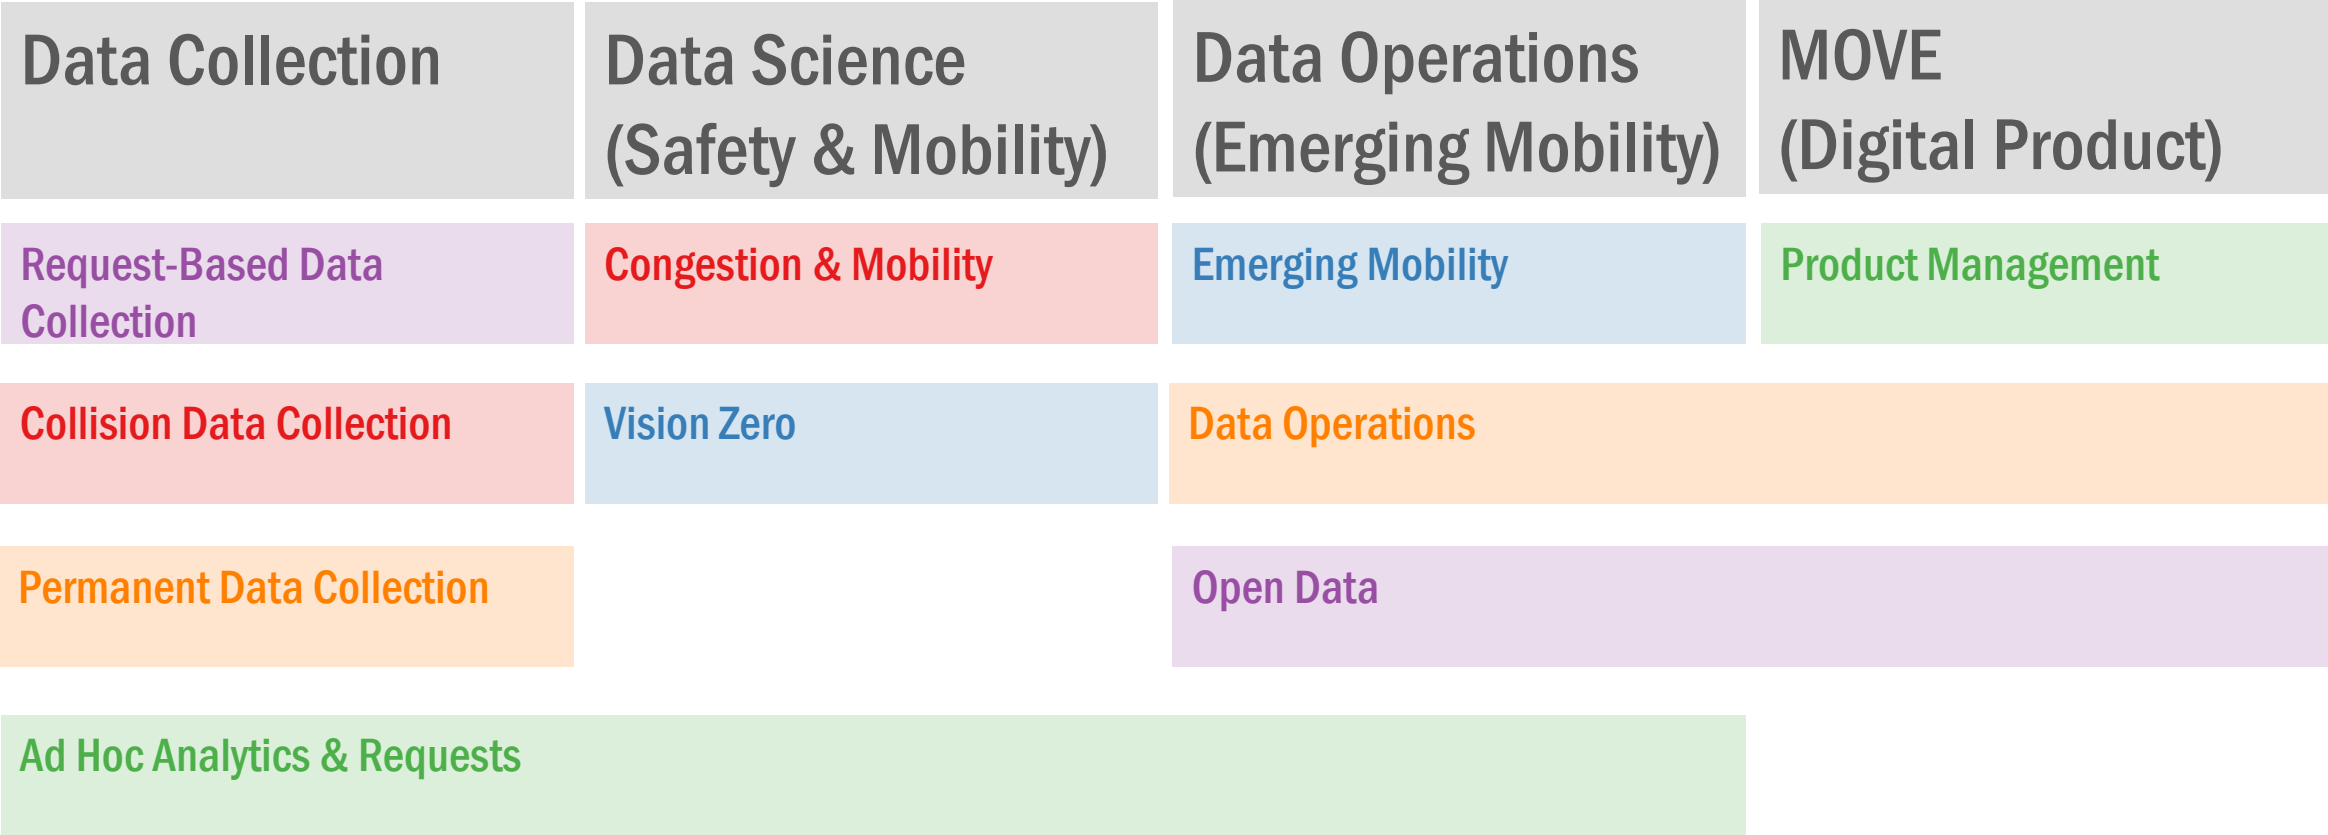 Data Collection
Data Science
(Safety & Mobility)
Data Operations
(Emerging Mobility)
MOVE
(Digital Product)
Request-Based Data
Collection
Congestion & Mobility
Emerging Mobility
Product Management
Collision Data Collection
Vision Zero
Data Operations
Permanent Data Collection
Open Data
Ad Hoc Analytics & Requests